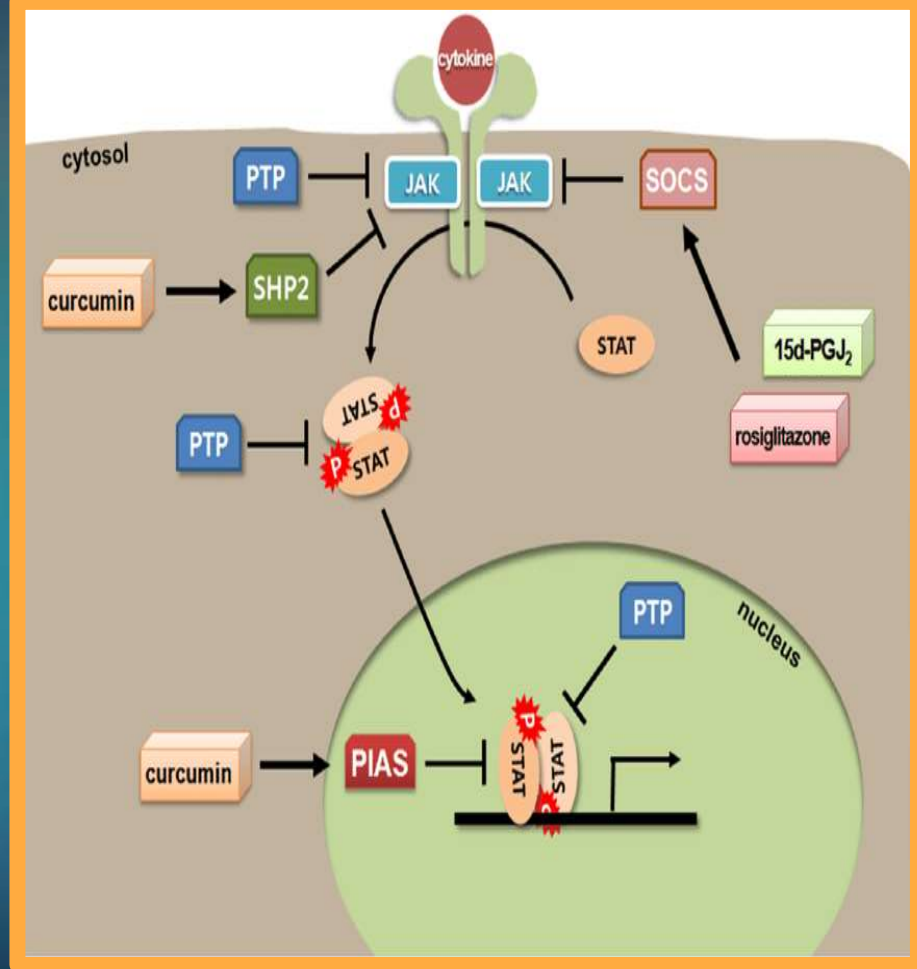 cytokine
cytosol
PTP
JAK
JAK
SOCS
curcumin
SHP2
STAT
15d-PGJ₂
rosiglitazone
STAT
P
PTP
P
STAT
PTP
nucleus
P
curcumin
PIAS
STAT
STAT
P